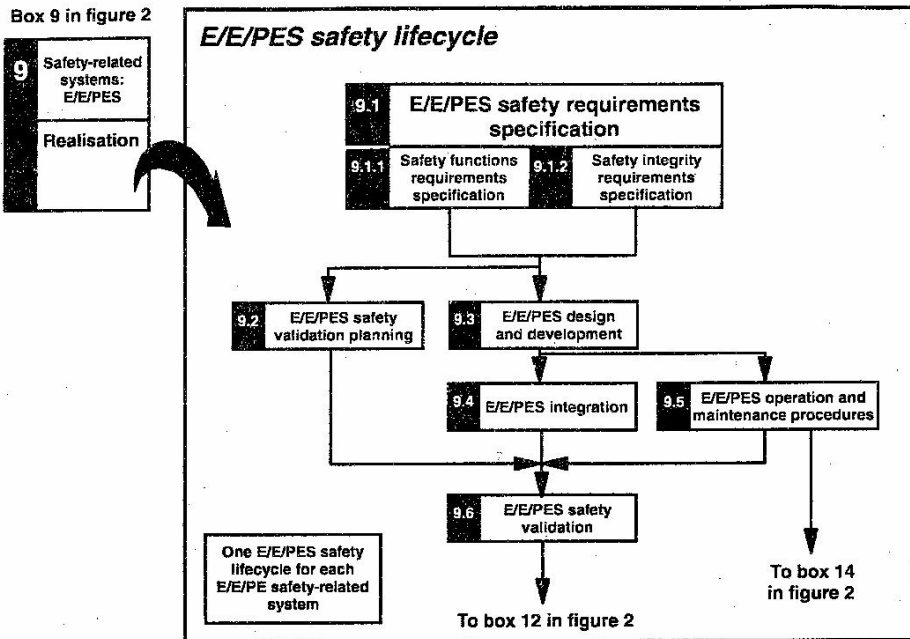 Box 9 in figure 2
9
Safety-related
systems:
E/E/PES
Realisation
E/E/PES safety lifecycle
9.1
E/E/PES safety requirements
specification
9.1.1
Safety functions
requirements
specification
9.1.2
Safety integrity
requirements
specification
9.2
E/E/PES safety
validation planning
9.3
E/E/PES design
and development
9.4
E/E/PES integration
9.5
E/E/PES operation and
maintenance procedures
9.6
E/E/PES safety
validation
One E/E/PES safety
lifecycle for each
E/E/PE safety-related
system
To box 12 in figure 2
To box 14
in figure 2